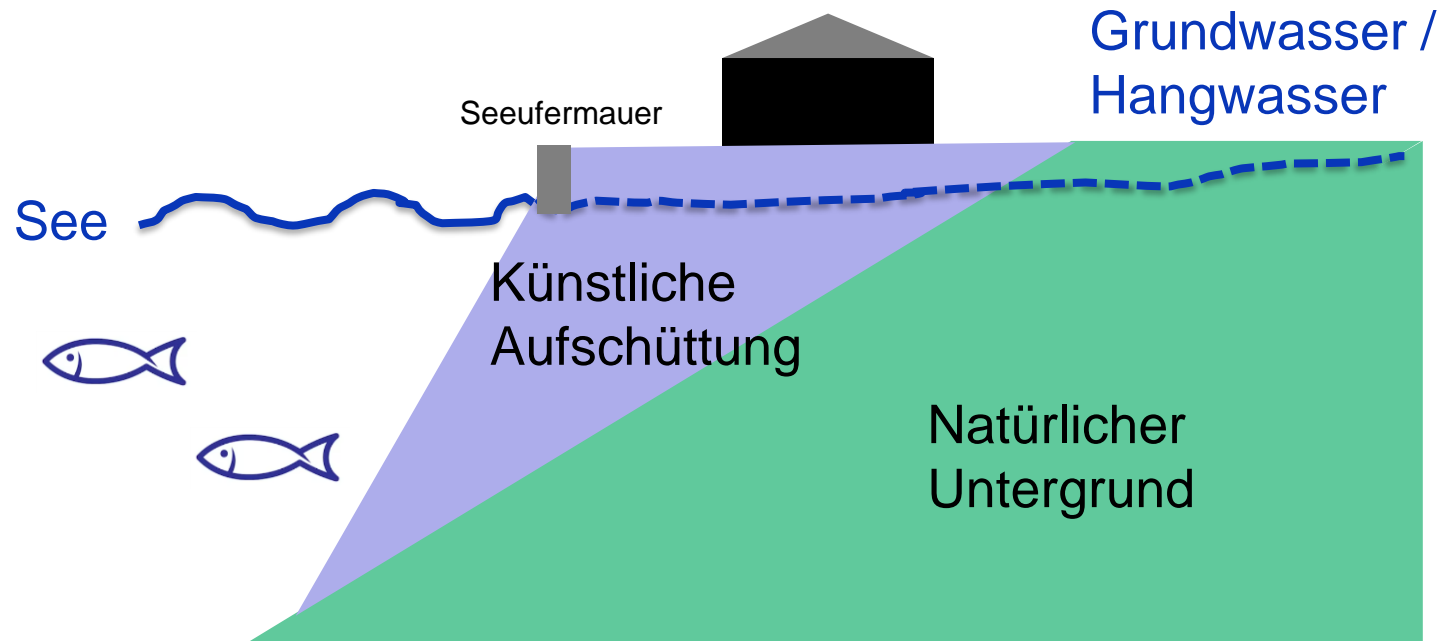 Grundwasser /
Hangwasser
Seeufermauer
See
Künstliche
Aufschüttung
Natürlicher
Untergrund